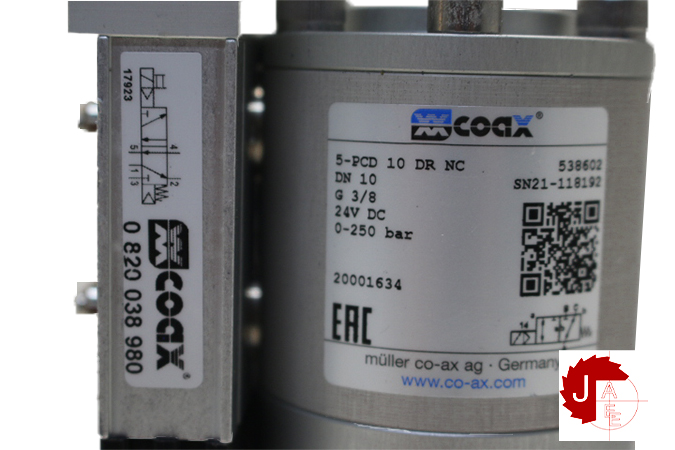 17923
5 4
1 3 2
coax®
0 820 038 980
coax®
5-PCD 10 DR NC 538602
DN 10 SN21-118192
G 3/8
24V DC
0-250 bar
20001634
EAC
müller co-ax ag · Germany
www.co-ax.com
J
A
E
E